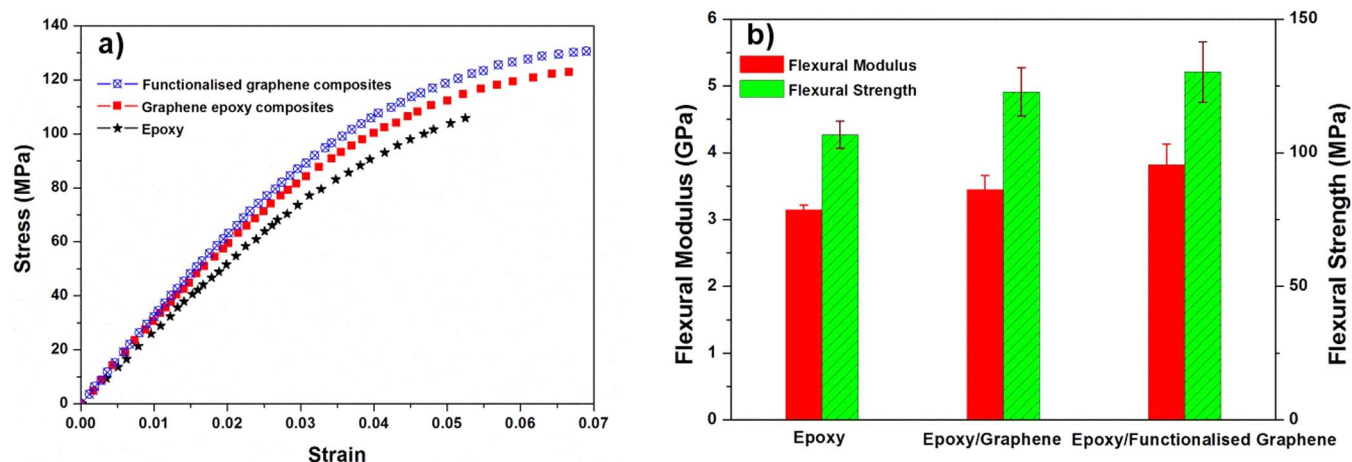 a)
Functionalised graphene composites
Graphene epoxy composites
Epoxy
Stress (MPa)
140
120
100
80
60
40
20
0
0.00 0.01 0.02 0.03 0.04 0.05 0.06 0.07
Strain
b)
Flexural Modulus
Flexural Strength
Flexural Modulus (GPa)
6
5
4
3
2
1
0
Flexural Strength (MPa)
150
100
50
0
Epoxy Epoxy/Graphene Epoxy/Functionalised Graphene